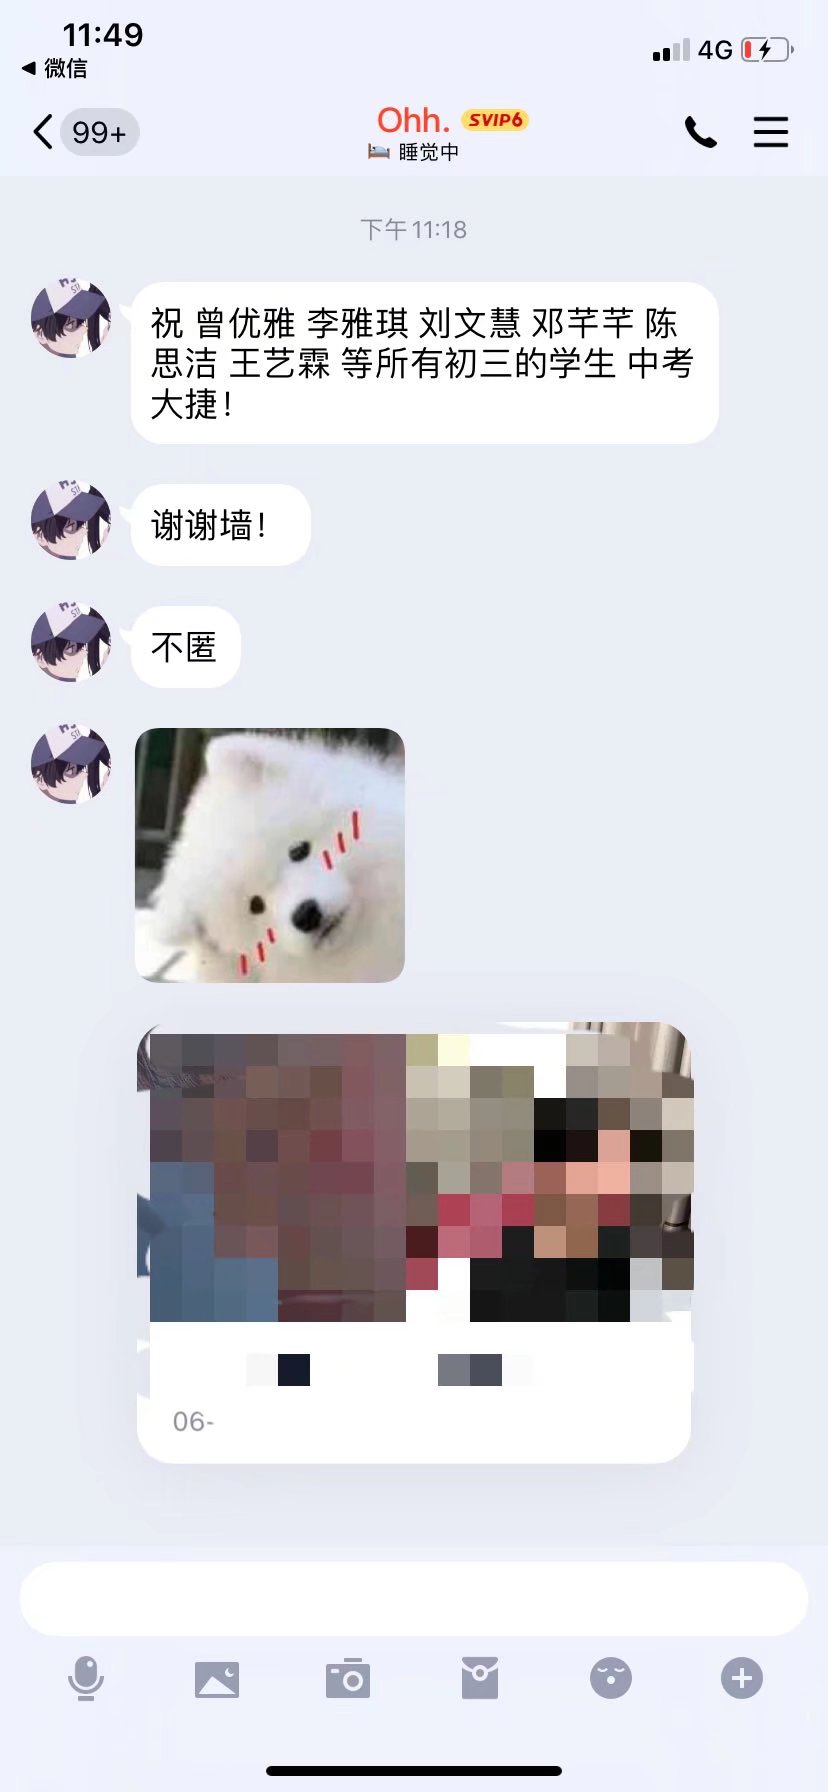 11:49
微信
4G
99+
Ohh.
SVIP6
睡觉中
下午11:18
祝 曾优雅 李雅琪 刘文慧 邓芊芊 陈
思洁 王艺霖 等所有初三的学生 中考
大捷！
谢谢墙！
不匿
06-